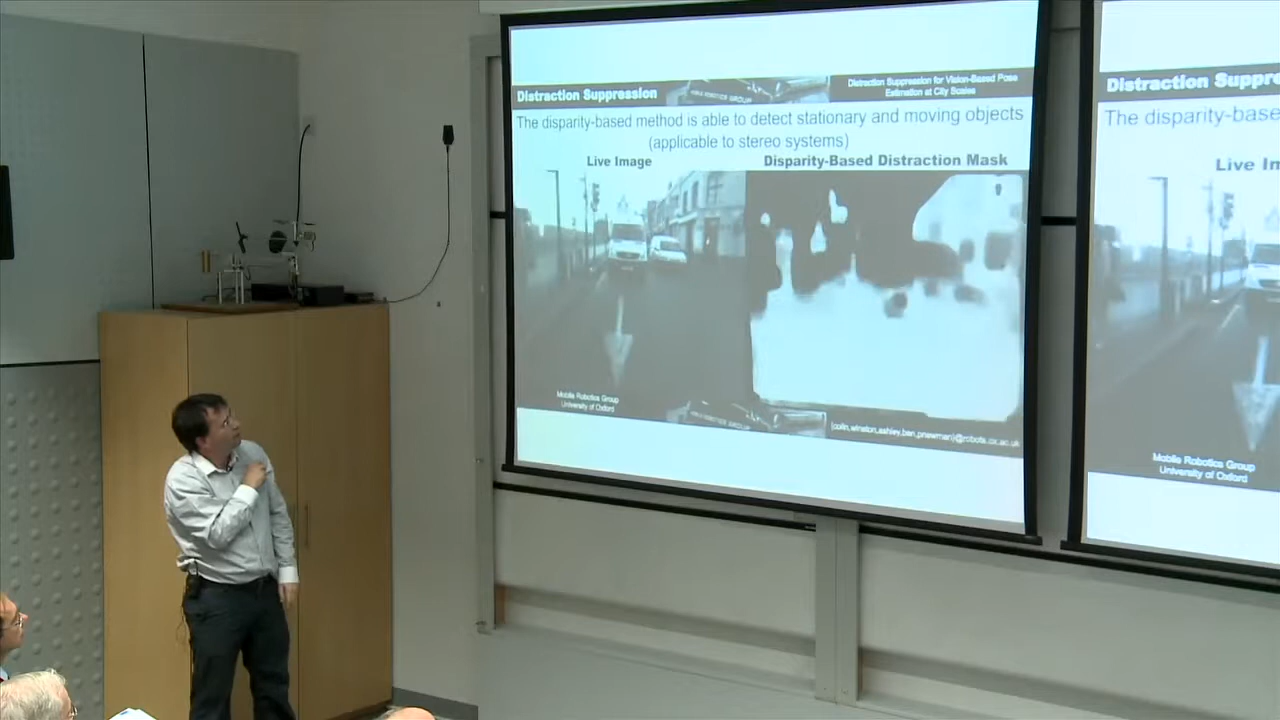 Distraction Suppression
Distraction Suppression for Vision-Based Pose
Estimation at City Scales
The disparity-based method is able to detect stationary and moving objects
(applicable to stereo systems)
Live Image
Disparity-Based Distraction Mask
Mobile Robotics Group
University of Oxford
{colin,winston,ashley,ben,pnewman}@robots.ox.ac.uk
Distraction Suppre
The disparity-base
Live Im
Mobile Robotics Group
University of Oxford